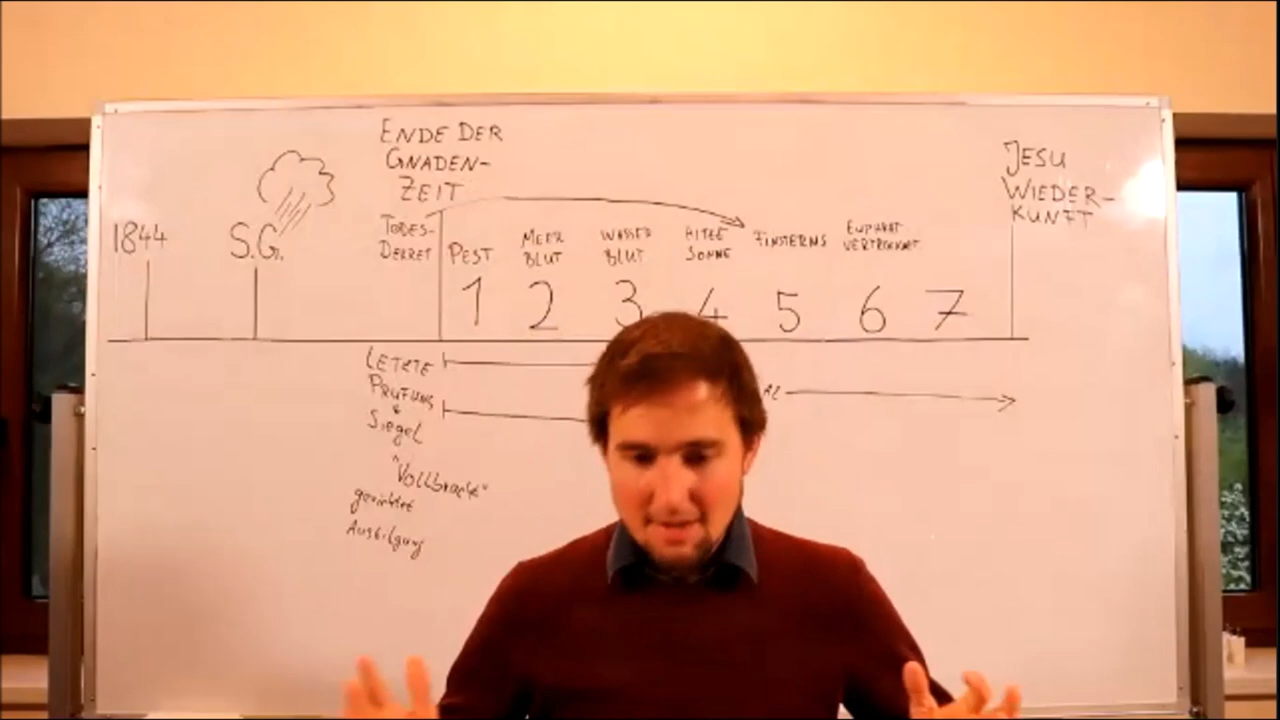 ENDE DER
GNADEN-
ZEIT
JESU
WIEDER-
KUNFT
1844
S.G.
TODES-
DEKRET
PEST
MEER
BLUT
WASSER
BLUT
HITZE
SONNE
FINSTERNIS
EUPHRAT
VERTROCKNET
1 2 3 4 5 6 7
LETZTE
PRÜFUNG
Siegel
"Vollbracht"
gerichtet
Austilgung